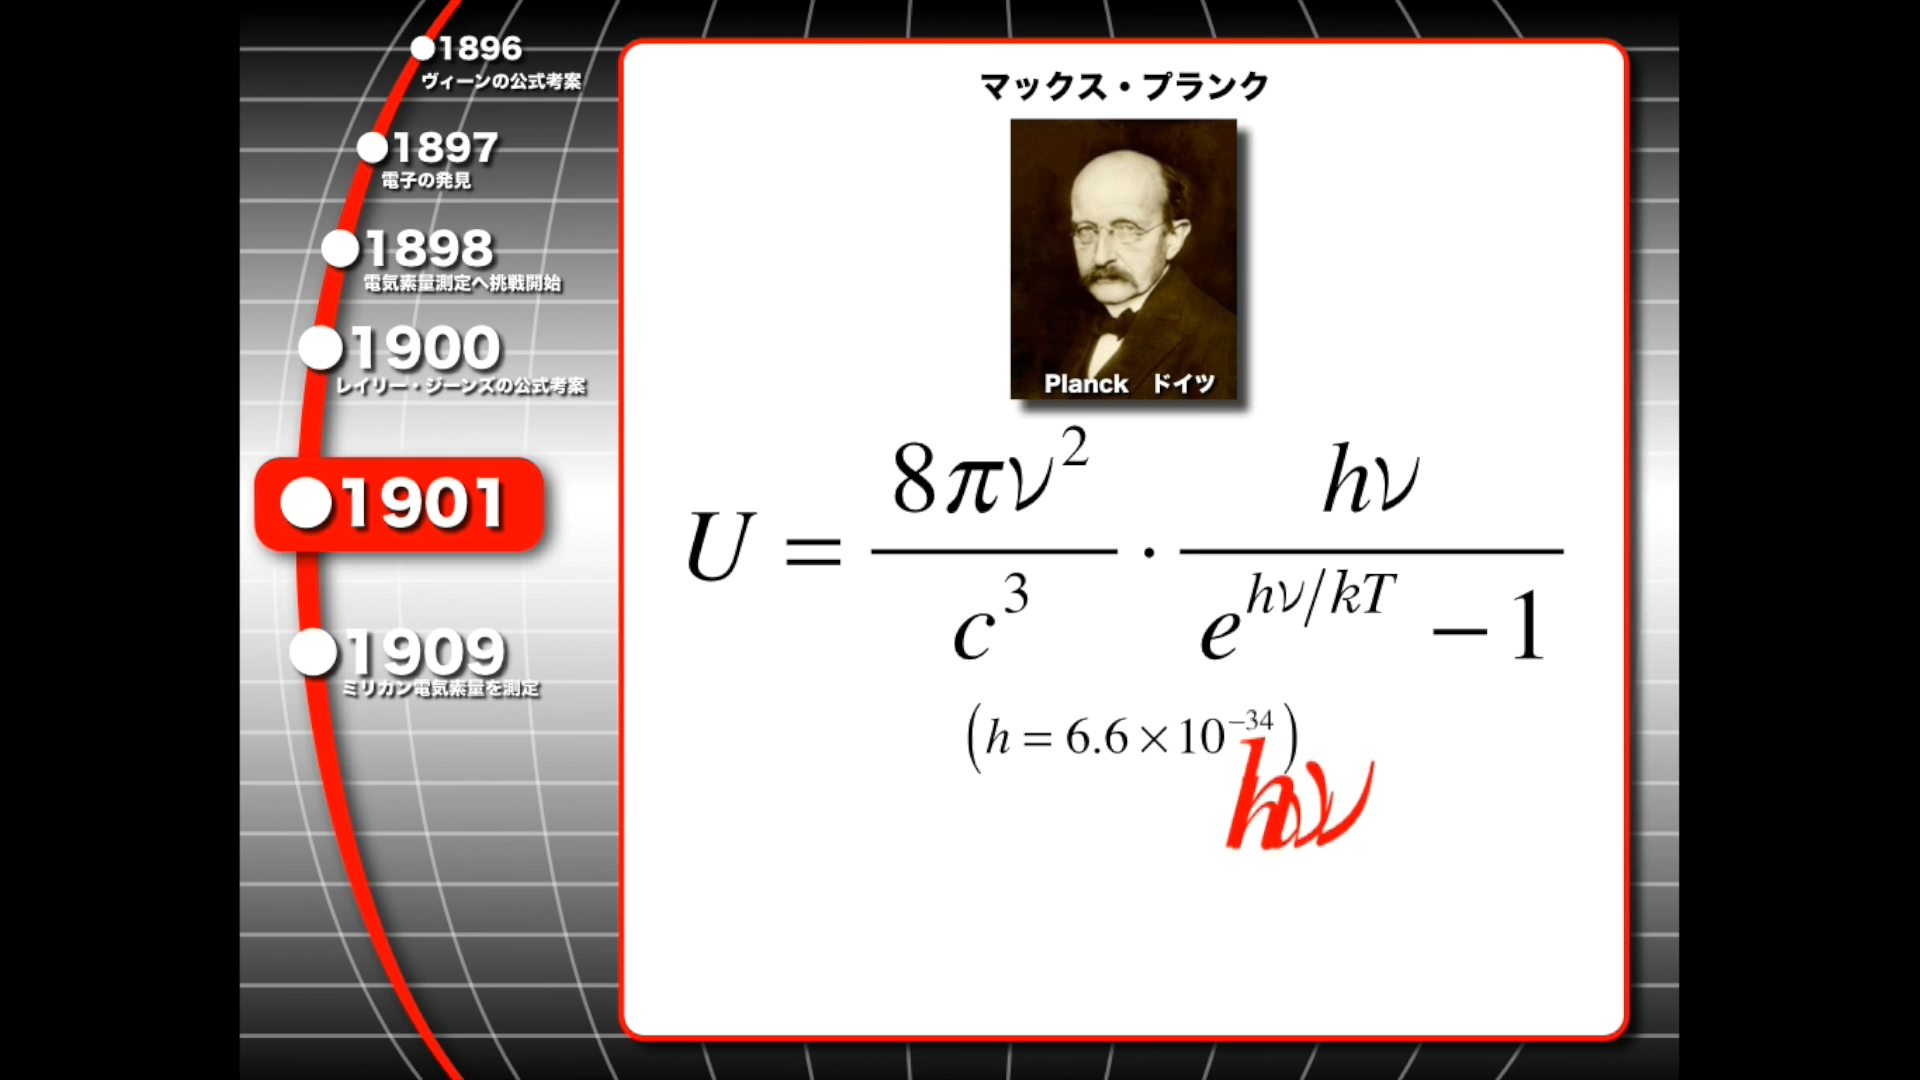 1896
ヴィーンの公式考案
1897
電子の発見
1898
電気素量測定へ挑戦開始
1900
レイリー・ジーンズの公式考案
1901
1909
ミリカン電気素量を測定
マックス・プランク
Planck ドイツ
U = 8πν² / c³ · hν / e^{hν/kT} − 1
(h = 6.6 × 10⁻³⁴)
hν